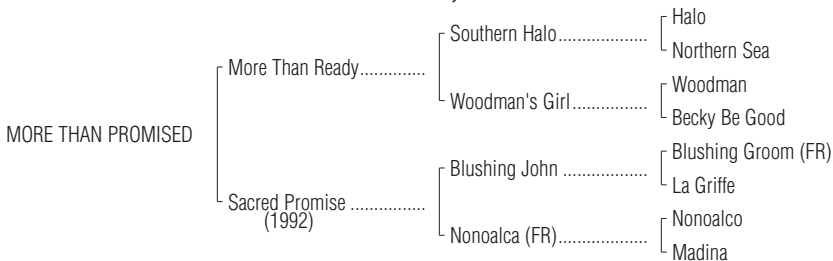 Halo
Southern Halo...................
Northern Sea
More Than Ready..............
Woodman
Woodman's Girl................
Becky Be Good
MORE THAN PROMISED
Blushing Groom (FR)
Blushing John ..................
La Griffe
Sacred Promise ................
(1992)
Nonoalco
Nonoalca (FR)...................
Madina